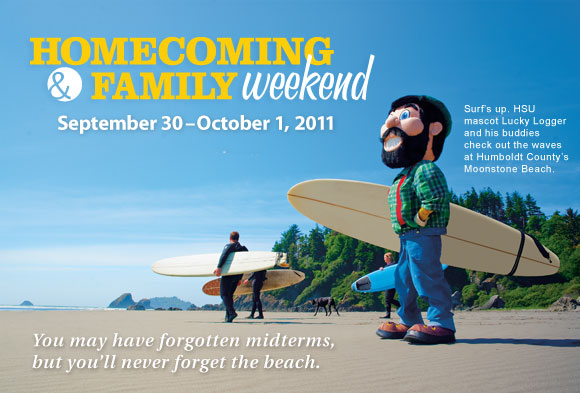 HOMECOMING
& FAMILY weekend
September 30–October 1, 2011
Surf's up. HSU
mascot Lucky Logger
and his buddies
check out the waves
at Humboldt County's
Moonstone Beach.
You may have forgotten midterms,
but you'll never forget the beach.